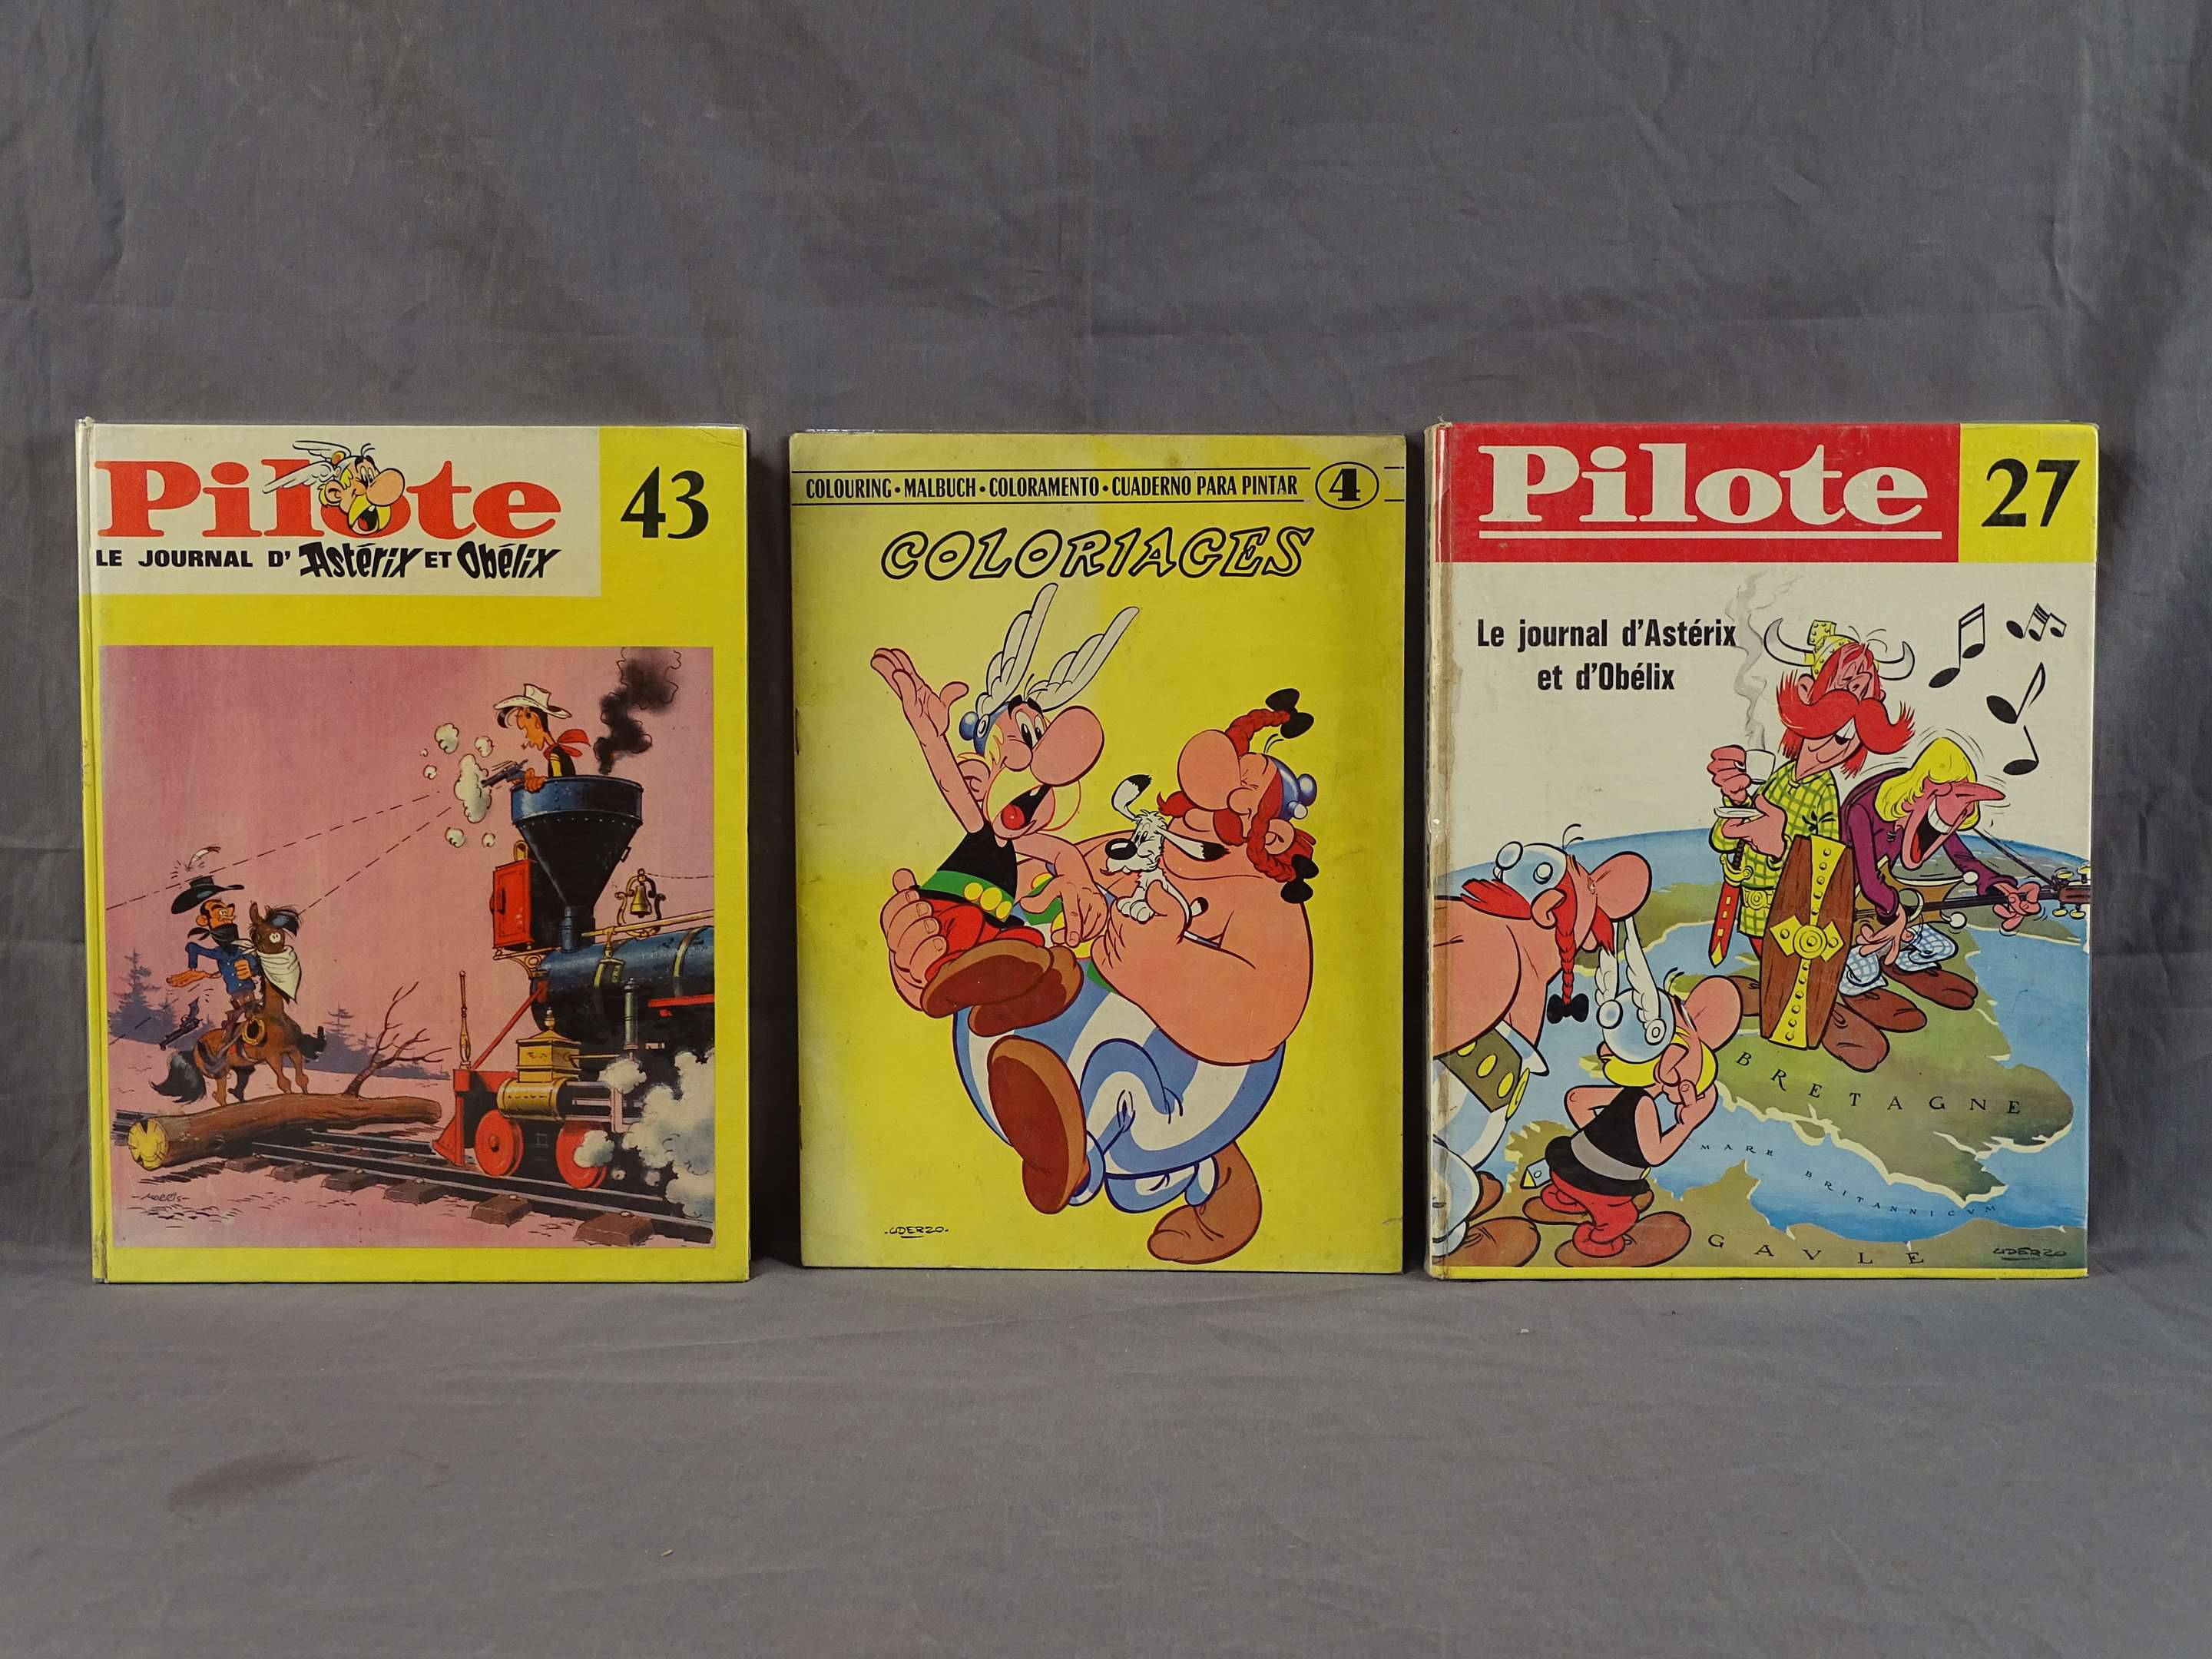 Pilote
43
LE JOURNAL D' Astérix ET Obélix
-MORRIS-
COLOURING • MALBUCH • COLORAMENTO • CUADERNO PARA PINTAR 4
COLORIAGES
•UDERZO•
Pilote
27
Le journal d'Astérix
et d'Obélix
BRETAGNE
MARE BRITANNICVM
GAVLE
UDERZO